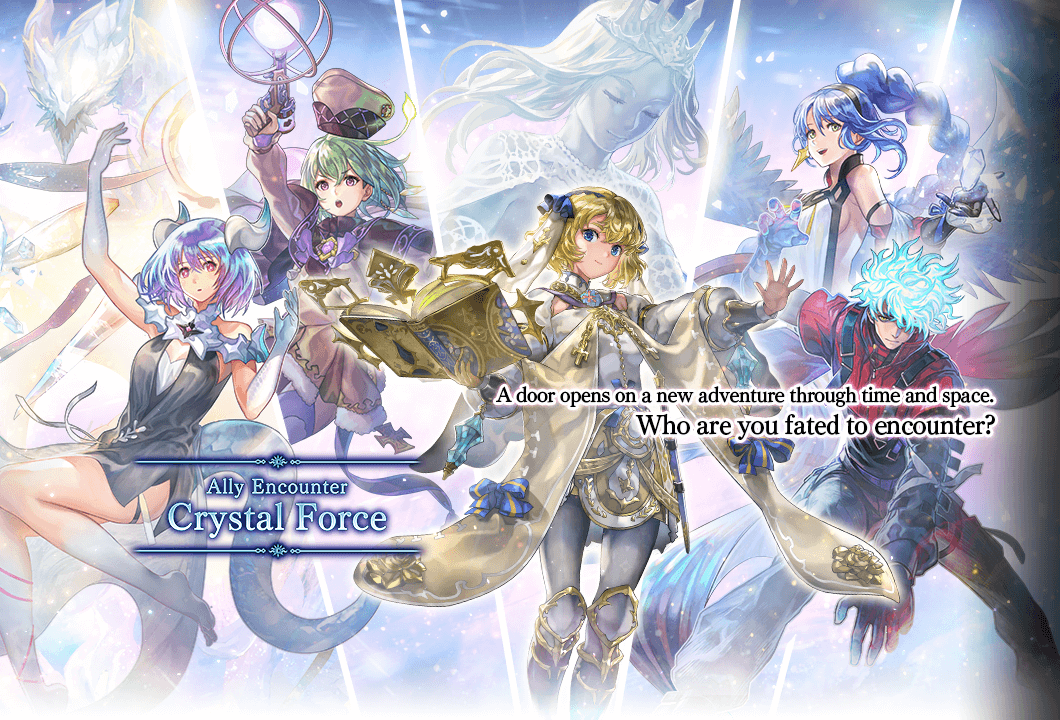 A door opens on a new adventure through time and space.
Who are you fated to encounter?
Ally Encounter
Crystal Force